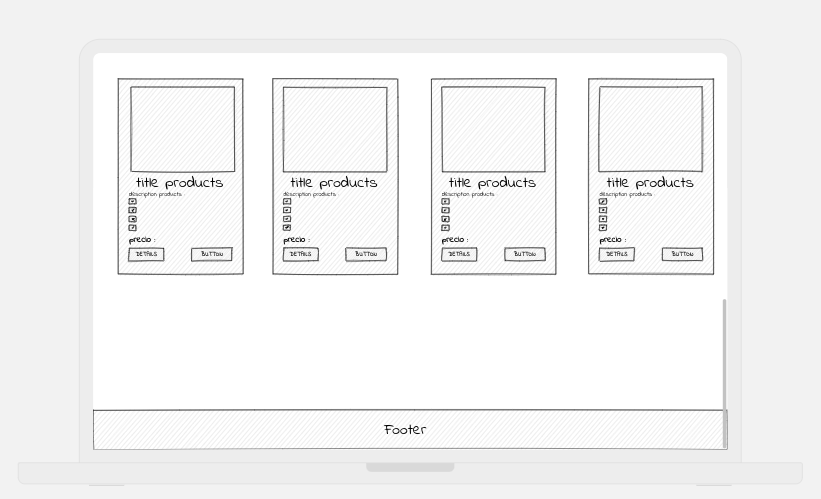 title products
description products
precio :
DETAILS
BUTTON
title products
description products
precio :
DETAILS
BUTTON
title products
description products
precio :
DETAILS
BUTTON
title products
description products
precio :
DETAILS
BUTTON
Footer